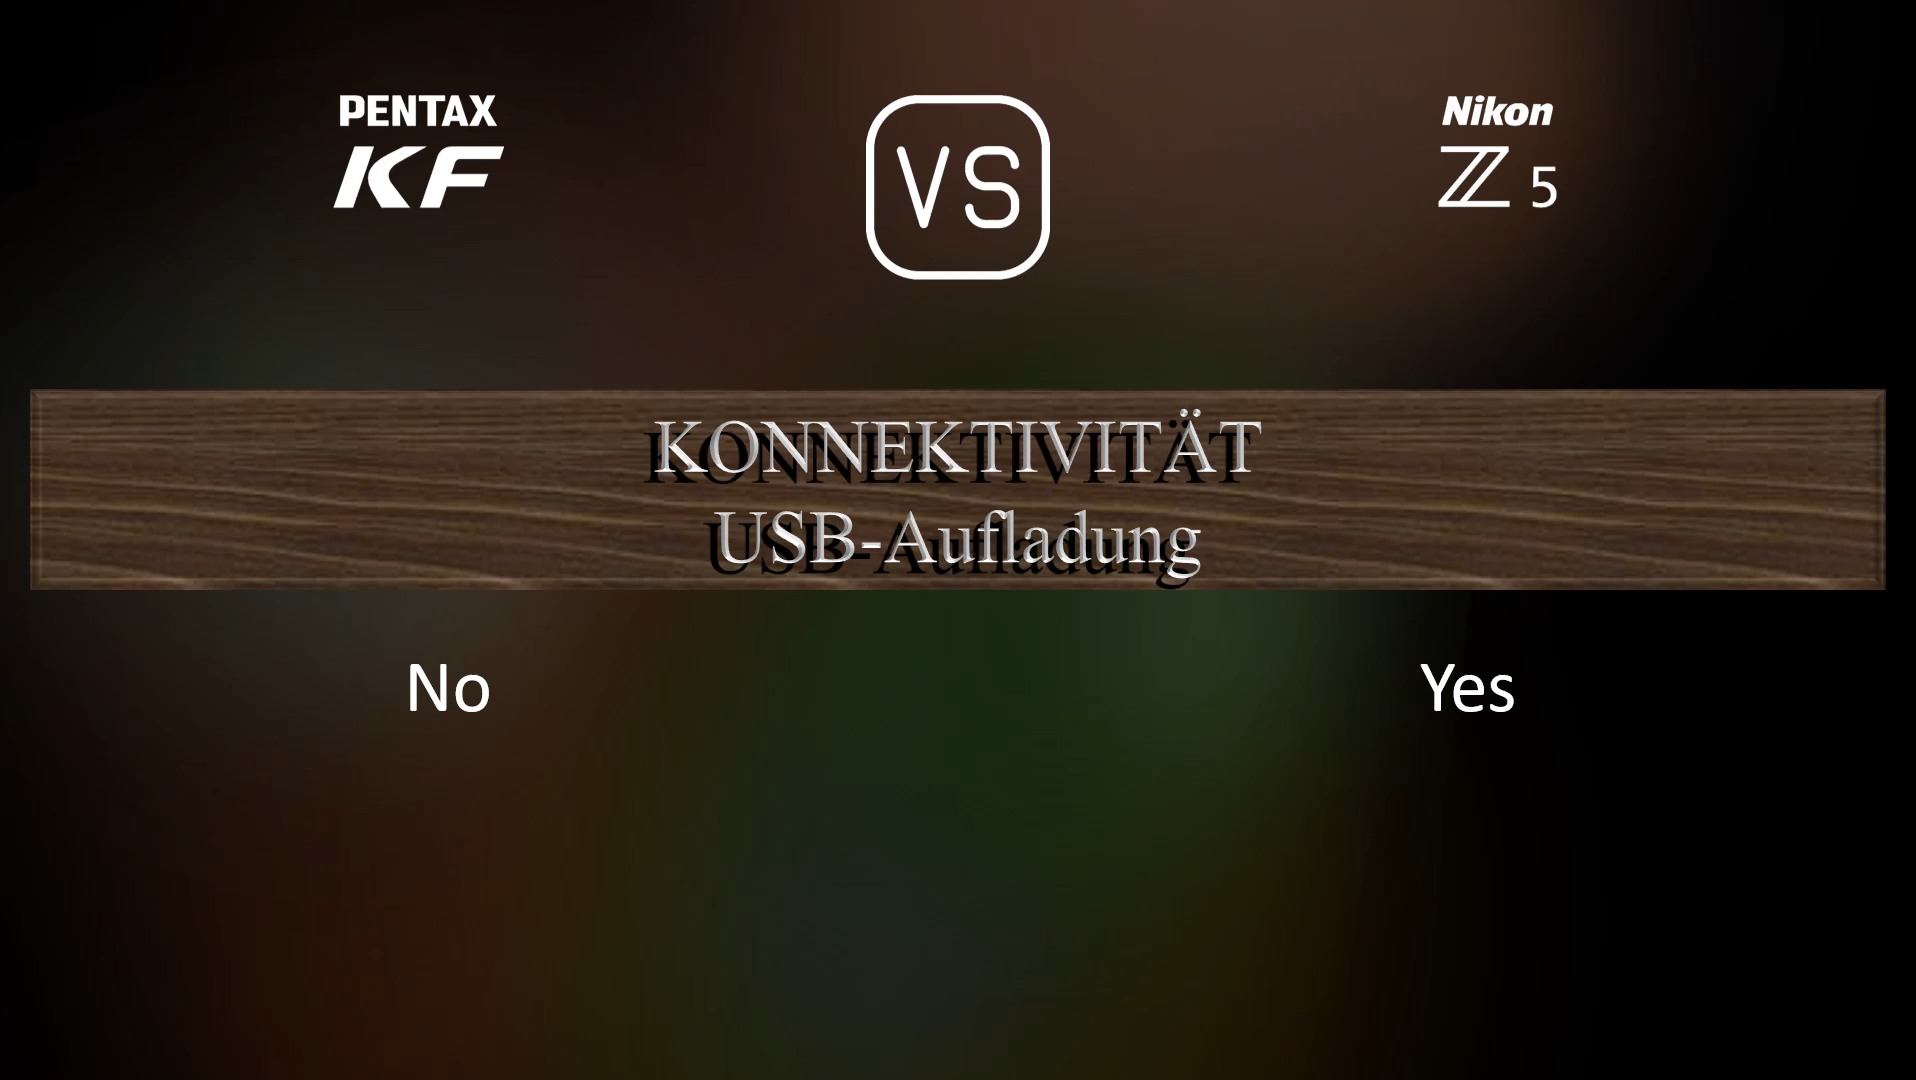 PENTAX
KF
VS
Nikon
Z 5
KONNEKTIVITÄT
USB-Aufladung
No
Yes